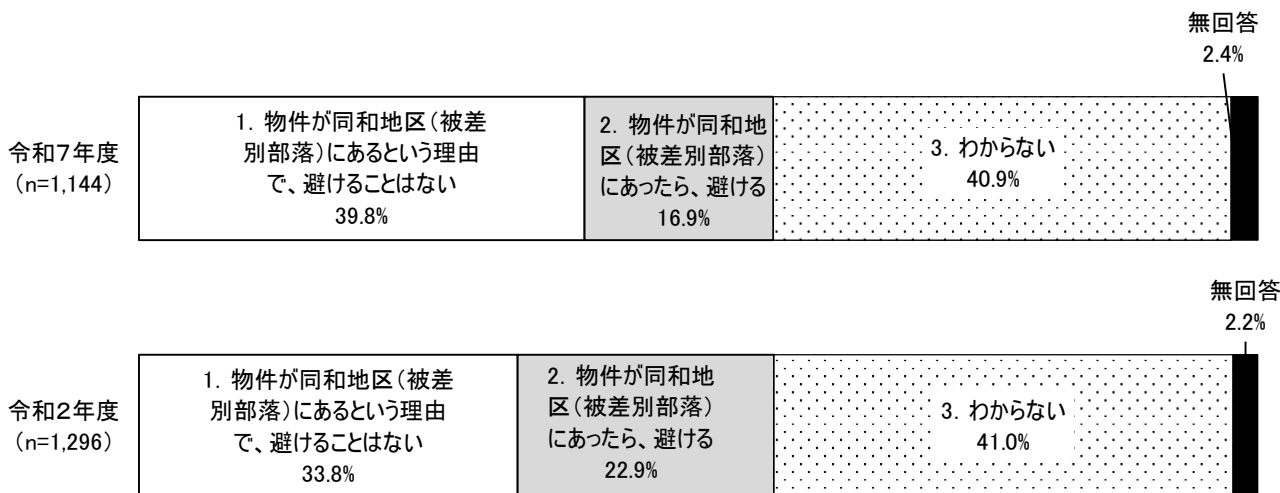 無回答
2.4%
令和7年度
(n=1,144)
1. 物件が同和地区(被差
別部落)にあるという理由
で、避けることはない
39.8%
2. 物件が同和地
区(被差別部落)
にあったら、避ける
16.9%
3. わからない
40.9%
無回答
2.2%
令和2年度
(n=1,296)
1. 物件が同和地区(被差
別部落)にあるという理由
で、避けることはない
33.8%
2. 物件が同和地
区(被差別部落)
にあったら、避ける
22.9%
3. わからない
41.0%